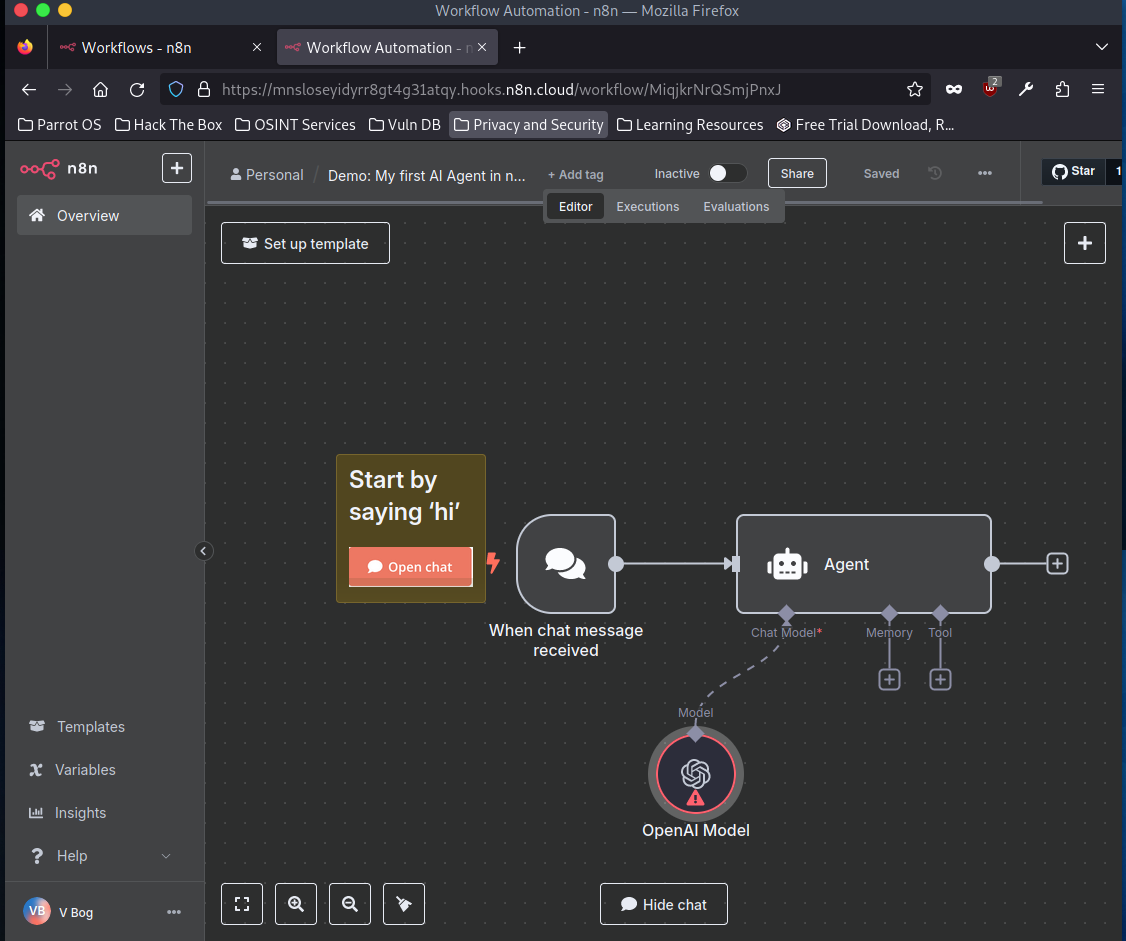 Workflow Automation - n8n — Mozilla Firefox
Workflows - n8n
Workflow Automation - n
https://mnsloseyidyrr8gt4g31atqy.hooks.n8n.cloud/workflow/MiqjkrNrQSmjPnxJ
2
Parrot OS Hack The Box OSINT Services Vuln DB Privacy and Security Learning Resources Free Trial Download, R...
n8n
Personal / Demo: My first AI Agent in n... + Add tag Inactive Share Saved Star 1
Overview
Editor Executions Evaluations
Set up template
Start by
saying ‘hi’
Open chat
Agent
When chat message
received
Chat Model* Memory Tool
Model
OpenAI Model
Templates
Variables
Insights
Help
VB V Bog
Hide chat